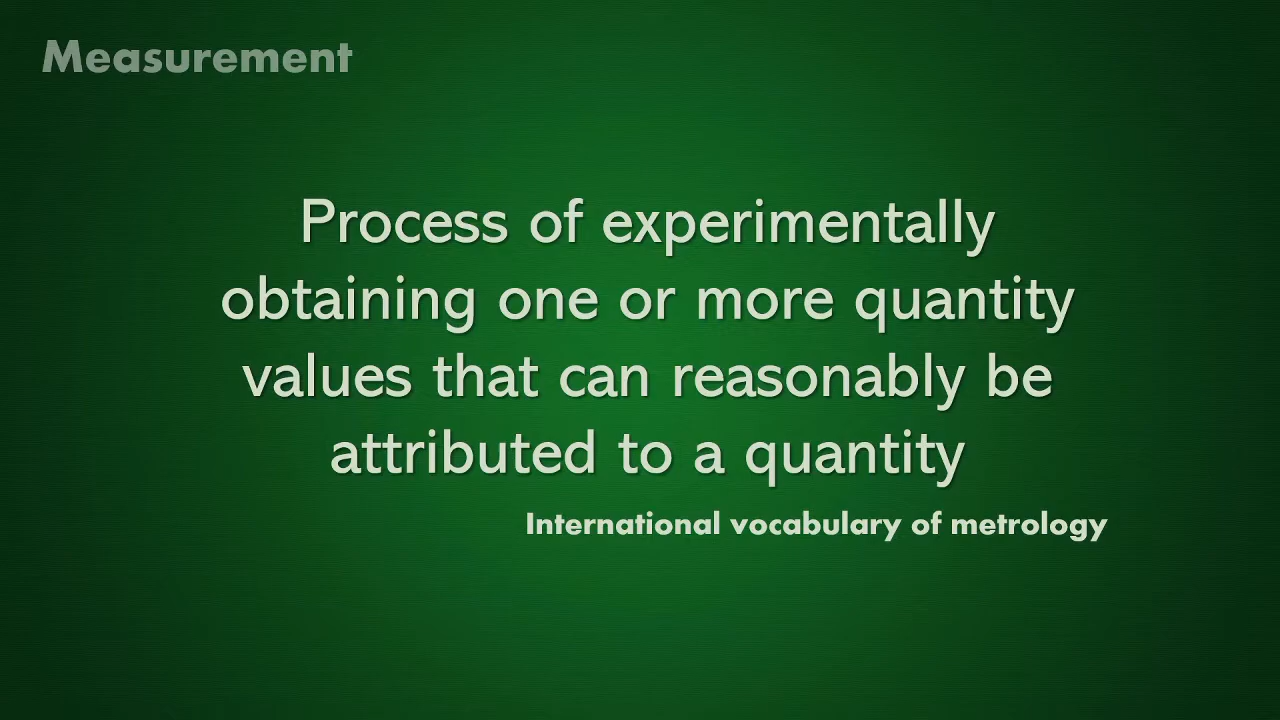 Measurement
Process of experimentally
obtaining one or more quantity
values that can reasonably be
attributed to a quantity
International vocabulary of metrology